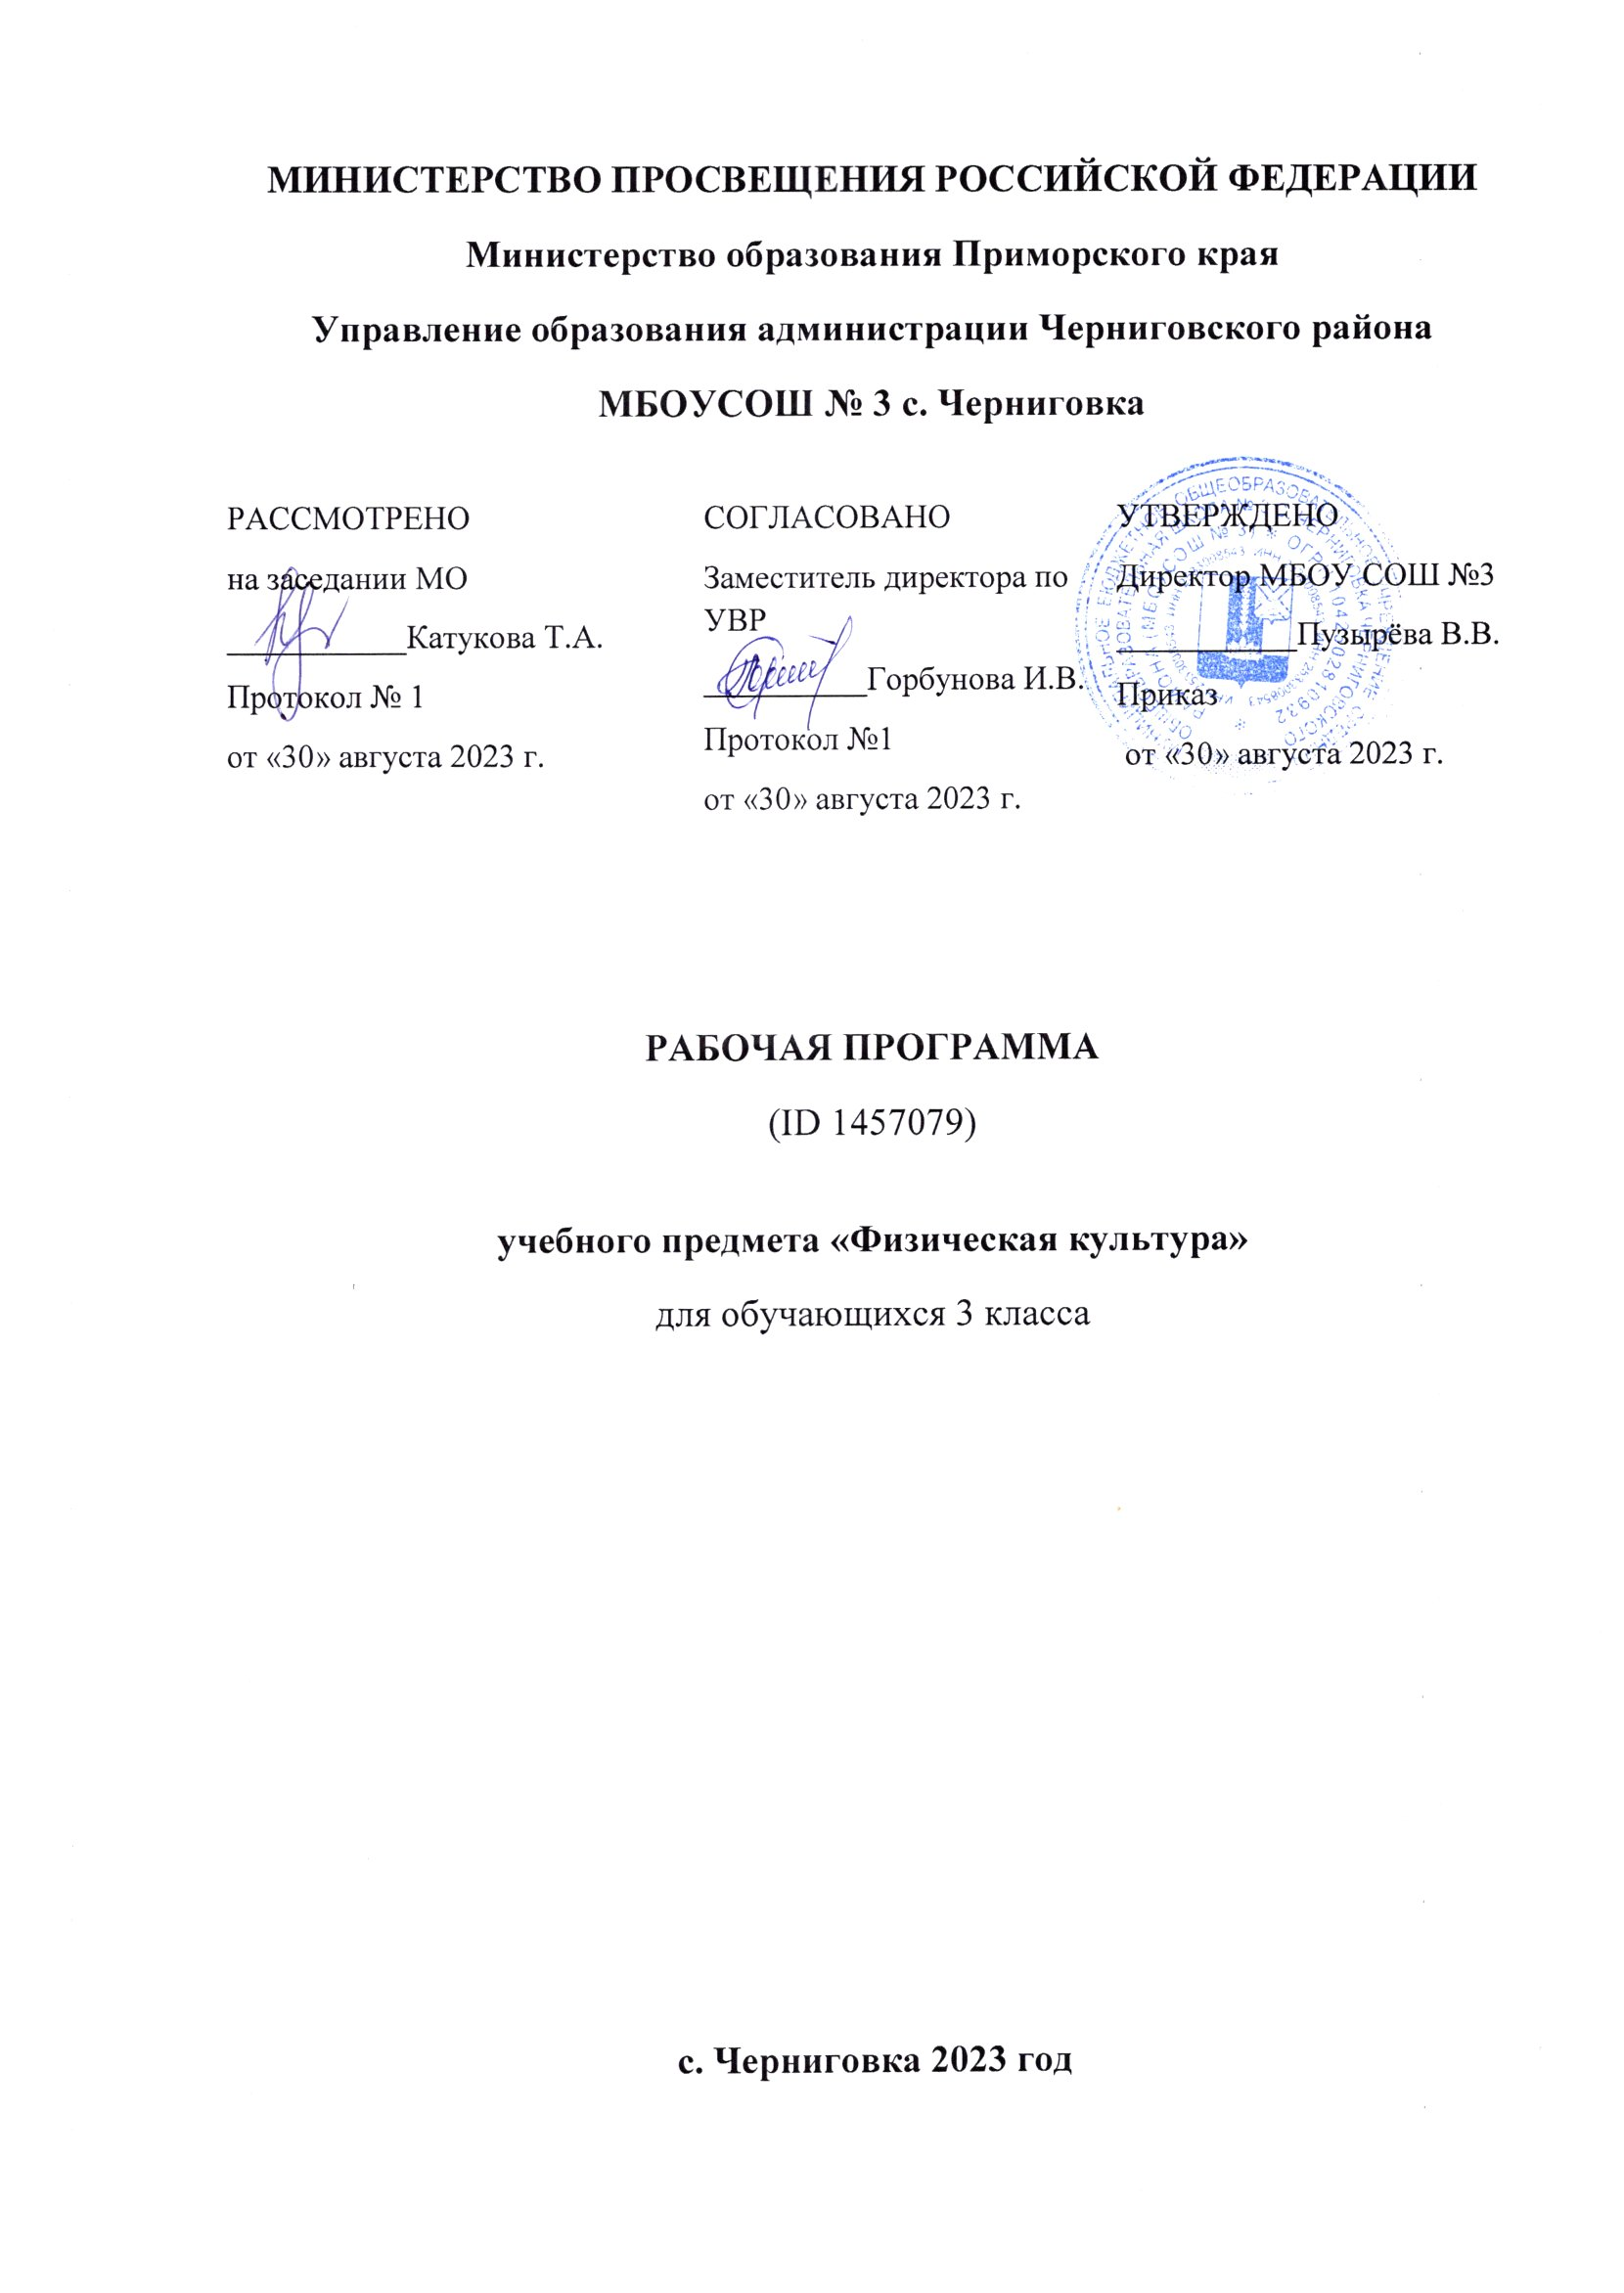 МИНИСТЕРСТВО ПРОСВЕЩЕНИЯ РОССИЙСКОЙ ФЕДЕРАЦИИ
Министерство образования Приморского края
Управление образования администрации Черниговского района
МБОУСОШ № 3 с. Черниговка
РАССМОТРЕНО
на заседании МО
___________Катукова Т.А.
Протокол № 1
от «30» августа 2023 г.
СОГЛАСОВАНО
Заместитель директора по
УВР
__________Горбунова И.В.
Протокол №1
от «30» августа 2023 г.
УТВЕРЖДЕНО
Директор МБОУ СОШ №3
___________Пузырёва В.В.
Приказ
от «30» августа 2023 г.
РАБОЧАЯ ПРОГРАММА
(ID 1457079)
учебного предмета «Физическая культура»
для обучающихся 3 класса
с. Черниговка 2023 год